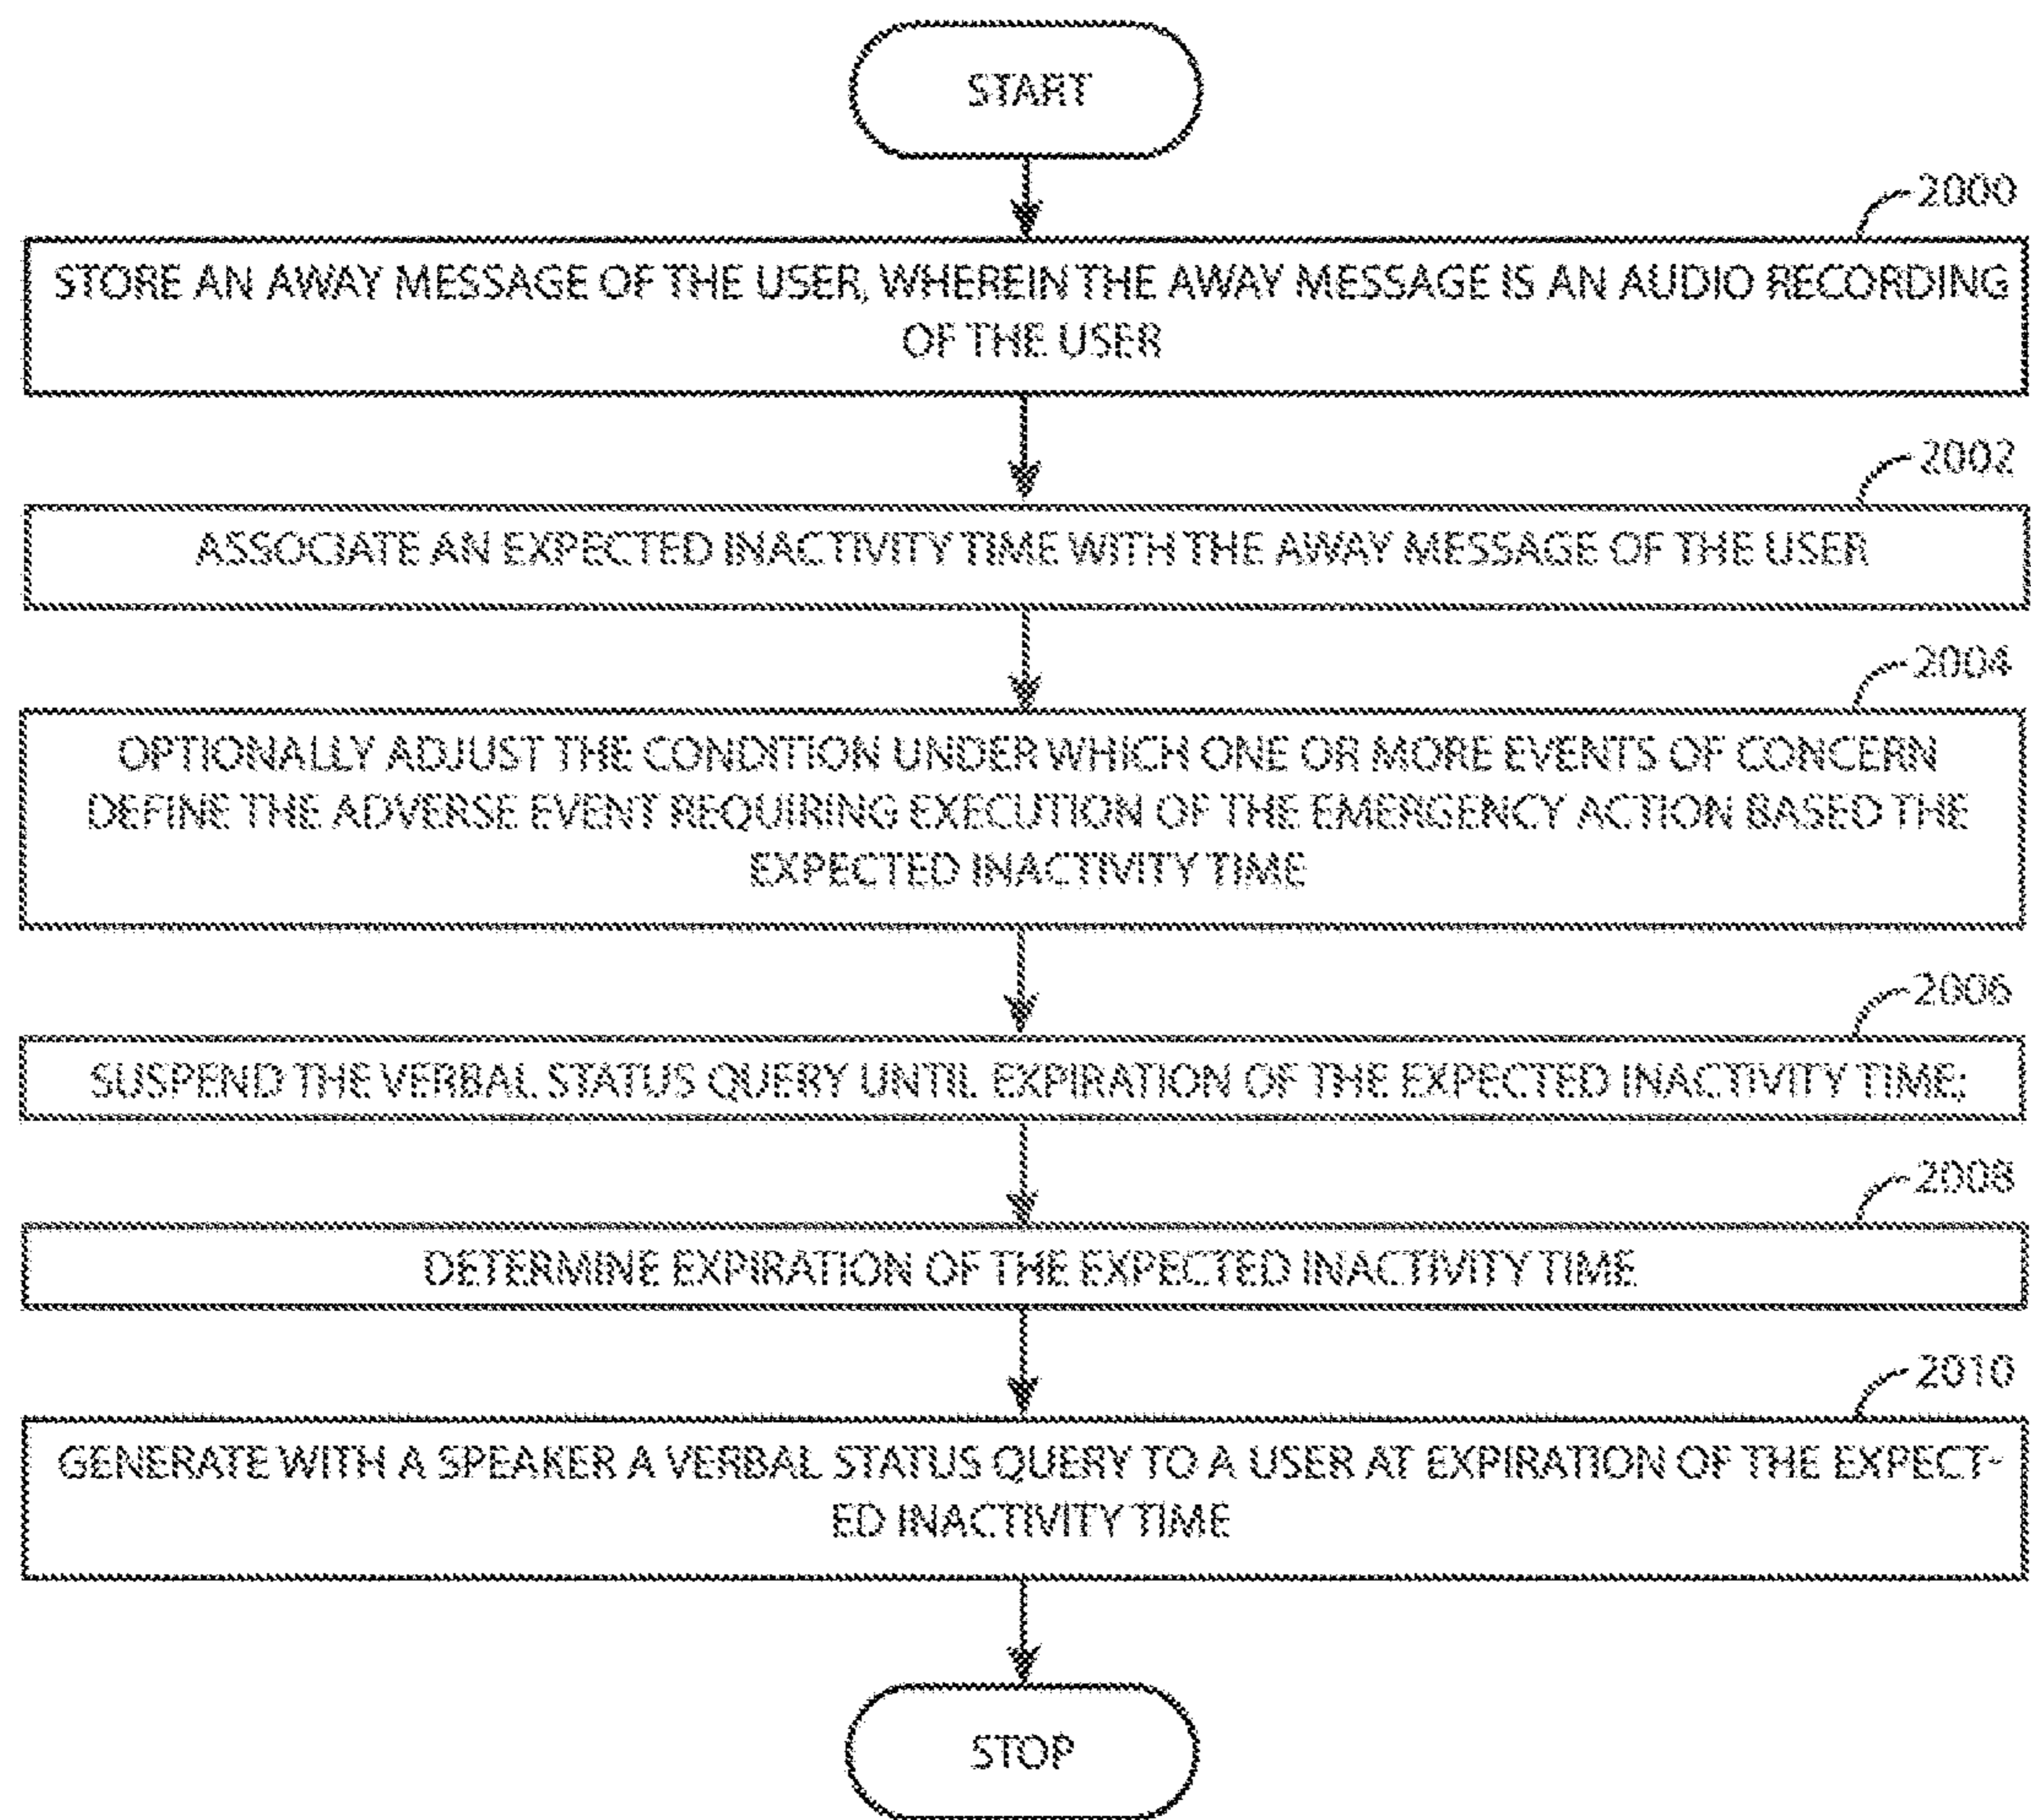 START
2000
STORE AN AWAY MESSAGE OF THE USER, WHEREIN THE AWAY MESSAGE IS AN AUDIO RECORDING
OF THE USER
2002
ASSOCIATE AN EXPECTED INACTIVITY TIME WITH THE AWAY MESSAGE OF THE USER
2004
OPTIONALLY ADJUST THE CONDITION UNDER WHICH ONE OR MORE EVENTS OF CONCERN
DEFINE THE ADVERSE EVENT REQUIRING EXECUTION OF THE EMERGENCY ACTION BASED THE
EXPECTED INACTIVITY TIME
2006
SUSPEND THE VERBAL STATUS QUERY UNTIL EXPIRATION OF THE EXPECTED INACTIVITY TIME;
2008
DETERMINE EXPIRATION OF THE EXPECTED INACTIVITY TIME
2010
GENERATE WITH A SPEAKER A VERBAL STATUS QUERY TO A USER AT EXPIRATION OF THE EXPECT-
ED INACTIVITY TIME
STOP